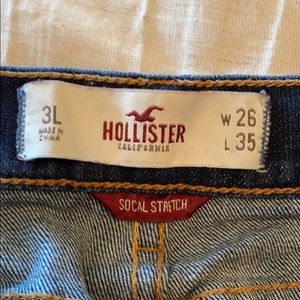 3L
MADE IN
CHINA
HOLLISTER
CALIFORNIA
W 26
L 35
SOCAL STRETCH